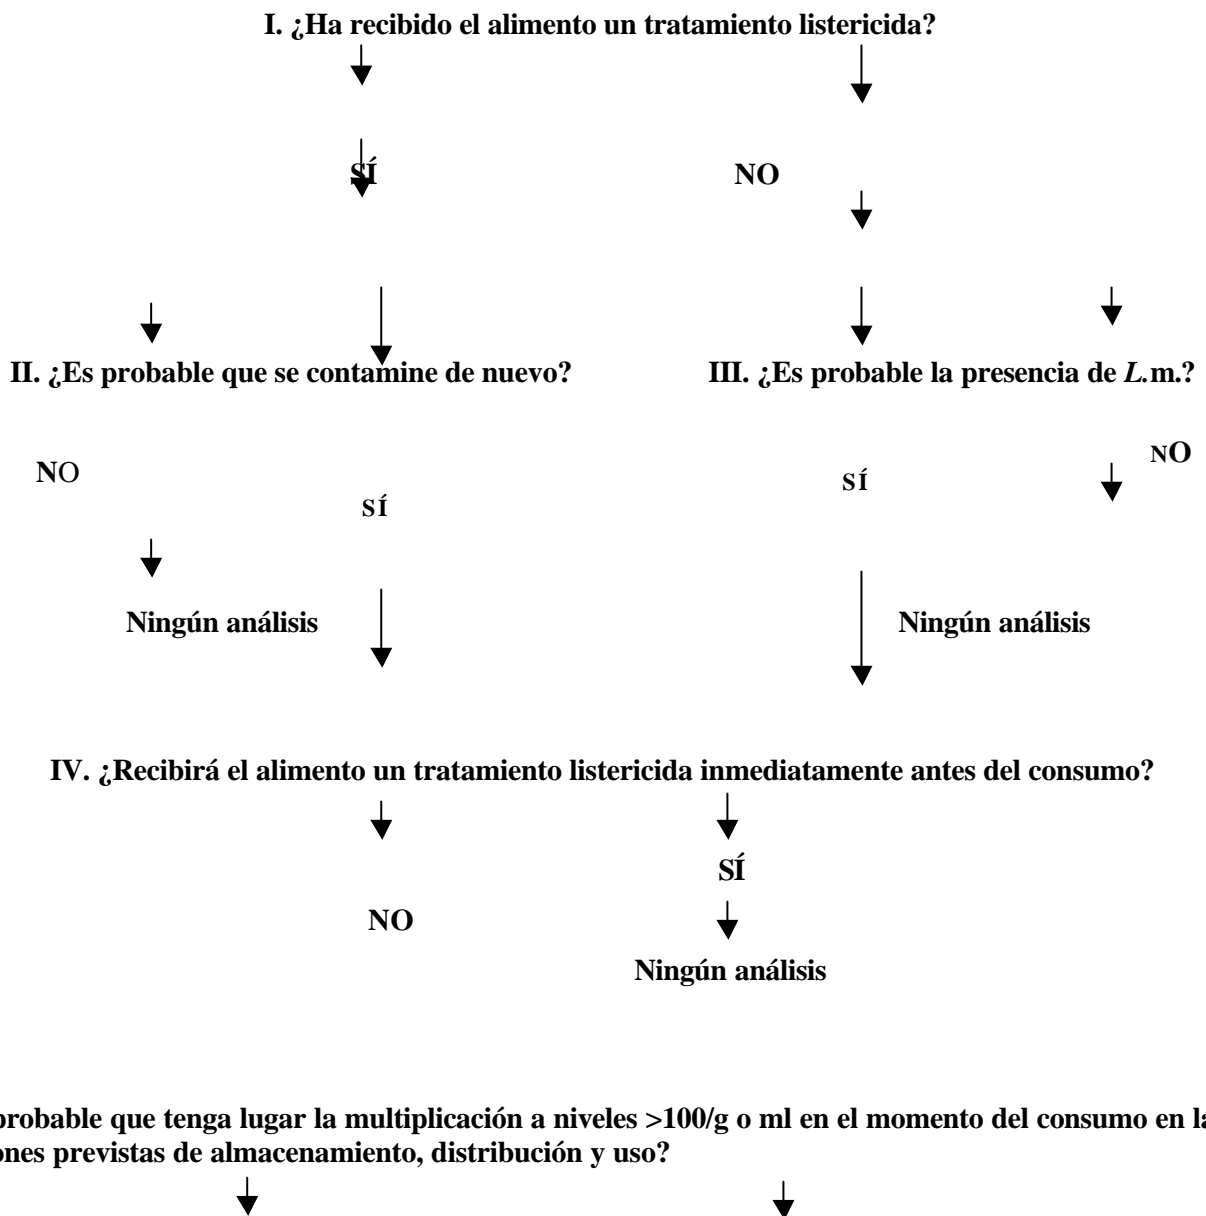 I. ¿Ha recibido el alimento un tratamiento listericida?
SÍ
NO
II. ¿Es probable que se contamine de nuevo?
III. ¿Es probable la presencia de L.m.?
NO
SÍ
SÍ
NO
Ningún análisis
Ningún análisis
IV. ¿Recibirá el alimento un tratamiento listericida inmediatamente antes del consumo?
SÍ
NO
Ningún análisis
probable que tenga lugar la multiplicación a niveles >100/g o ml en el momento del consumo en la
ones previstas de almacenamiento, distribución y uso?